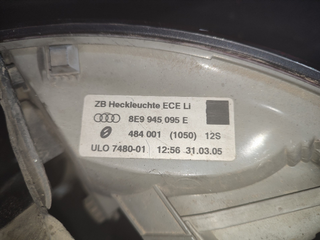 ZB Heckleuchte ECE Li
8E9 945 095 E
484 001 (1050) 12S
ULO 7480-01 12:56 31.03.05